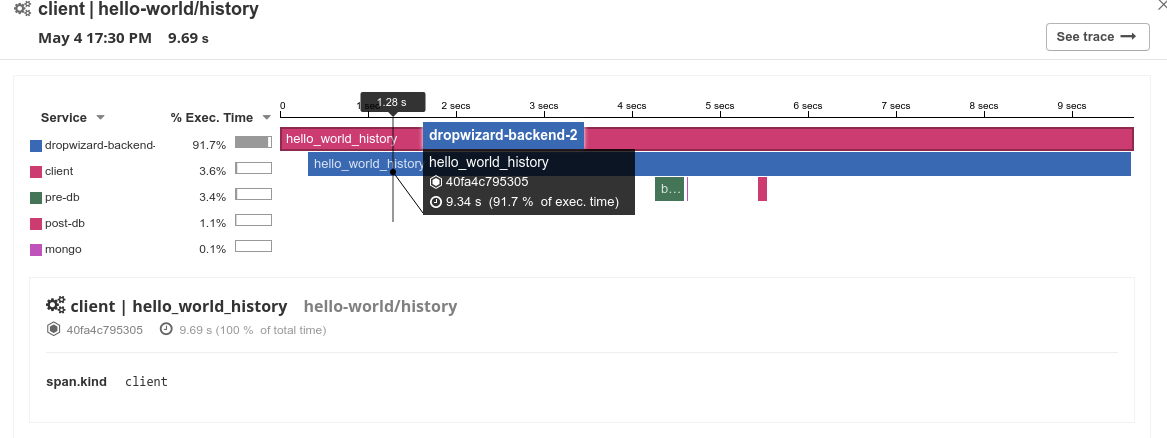 client | hello-world/history
May 4 17:30 PM 9.69 s
See trace
0 1 secs 2 secs 3 secs 4 secs 5 secs 6 secs 7 secs 8 secs 9 secs
1.28 s
Service % Exec. Time
dropwizard-backend- 91.7%
client 3.6%
pre-db 3.4%
post-db 1.1%
mongo 0.1%
hello_world_history
hello_world_history
dropwizard-backend-2
hello_world_history
40fa4c795305
9.34 s (91.7 % of exec. time)
b...
client | hello_world_history hello-world/history
40fa4c795305 9.69 s (100 % of total time)
span.kind client